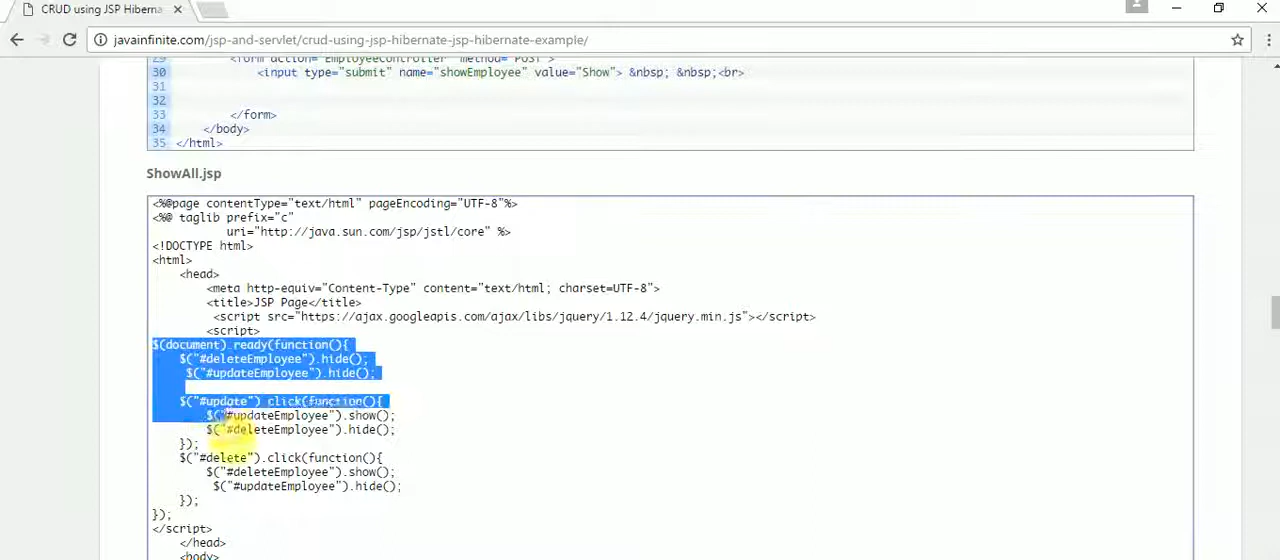 CRUD using JSP Hiberna
javainfinite.com/jsp-and-servlet/crud-using-jsp-hibernate-jsp-hibernate-example/
29 <form action="EmployeeController" method="POST">
30 <input type="submit" name="showEmployee" value="Show"> &nbsp; &nbsp;<br>
31
32
33 </form>
34 </body>
35 </html>
ShowAll.jsp
<%@page contentType="text/html" pageEncoding="UTF-8"%>
<%@ taglib prefix="c"
uri="http://java.sun.com/jsp/jstl/core" %>
<!DOCTYPE html>
<html>
<head>
<meta http-equiv="Content-Type" content="text/html; charset=UTF-8">
<title>JSP Page</title>
<script src="https://ajax.googleapis.com/ajax/libs/jquery/1.12.4/jquery.min.js"></script>
<script>
$(document).ready(function(){
$("#deleteEmployee").hide();
$("#updateEmployee").hide();
$("#update").click(function(){
$("#updateEmployee").show();
$("#deleteEmployee").hide();
});
$("#delete").click(function(){
$("#deleteEmployee").show();
$("#updateEmployee").hide();
});
});
</script>
</head>
<body>